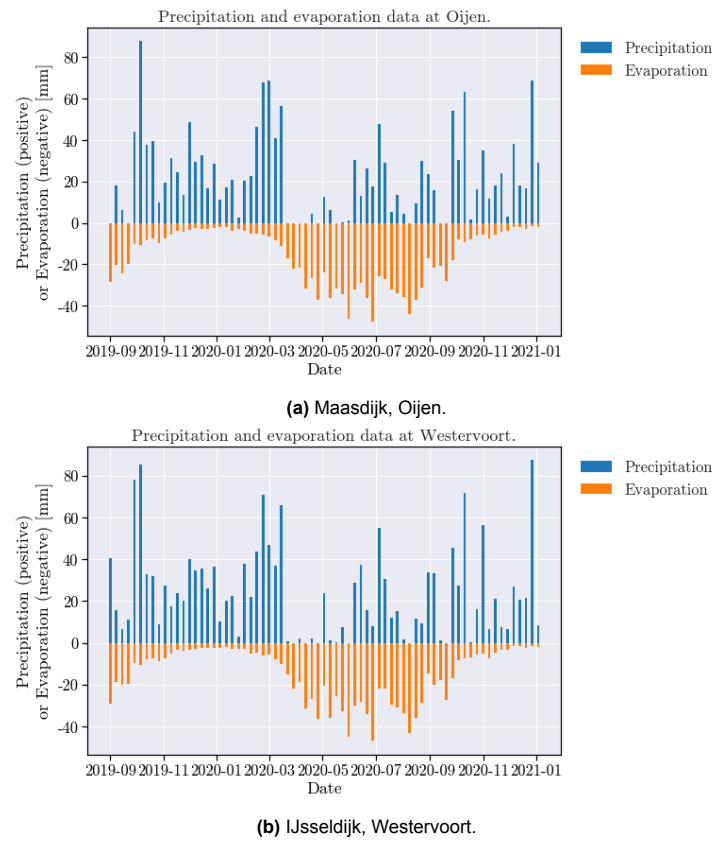 Precipitation and evaporation data at Oijen.
Precipitation (positive)
or Evaporation (negative) [mm]
80
60
40
20
0
-20
-40
2019-09 2019-11 2020-01 2020-03 2020-05 2020-07 2020-09 2020-11 2021-01
Date
Precipitation
Evaporation
(a) Maasdijk, Oijen.
Precipitation and evaporation data at Westervoort.
Precipitation (positive)
or Evaporation (negative) [mm]
80
60
40
20
0
-20
-40
2019-09 2019-11 2020-01 2020-03 2020-05 2020-07 2020-09 2020-11 2021-01
Date
Precipitation
Evaporation
(b) IJsseldijk, Westervoort.